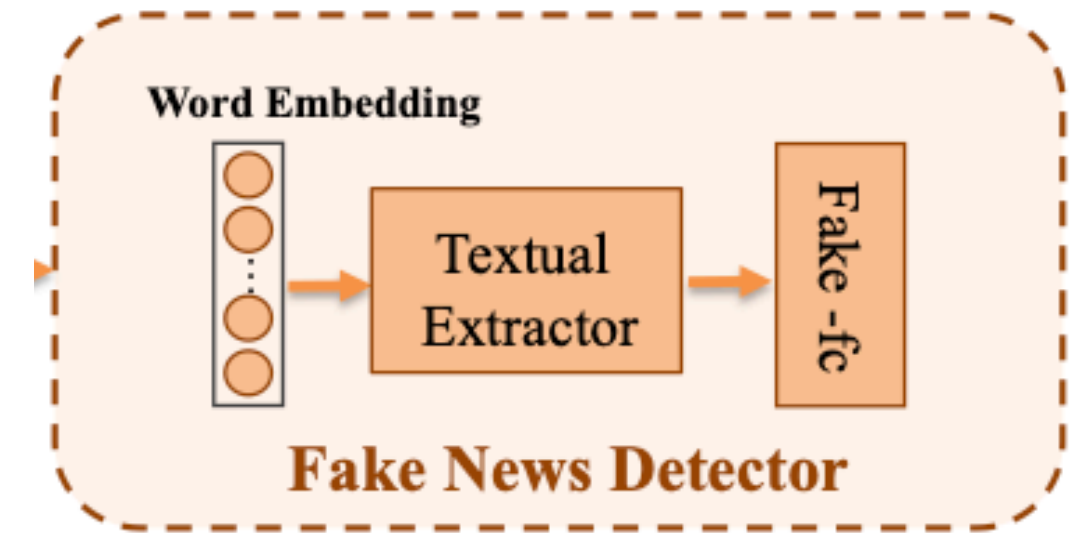 Word Embedding
Textual
Extractor
Fake -fc
Fake News Detector